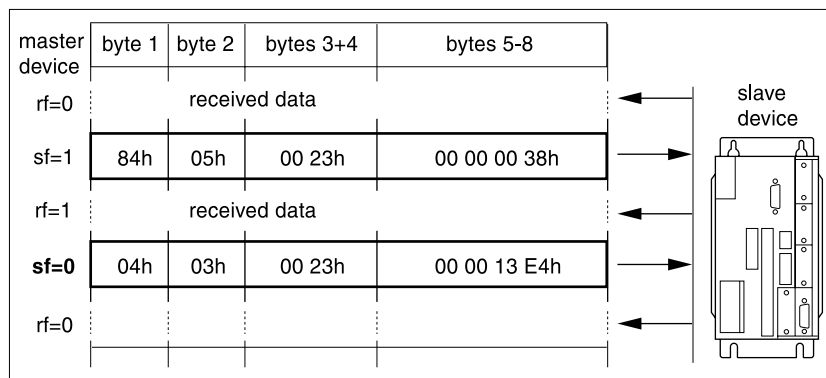 master device byte 1 byte 2 bytes 3+4 bytes 5-8
rf=0 received data slave device
sf=1 84h 05h 00 23h 00 00 00 38h
rf=1 received data
sf=0 04h 03h 00 23h 00 00 13 E4h
rf=0